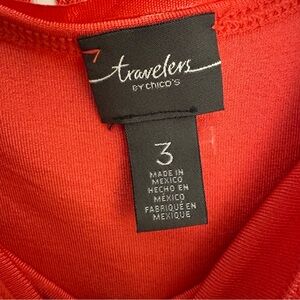 travelers
BY CHICO'S
3
MADE IN
MEXICO
HECHO EN
MÉXICO
FABRIQUÉ EN
MEXIQUE